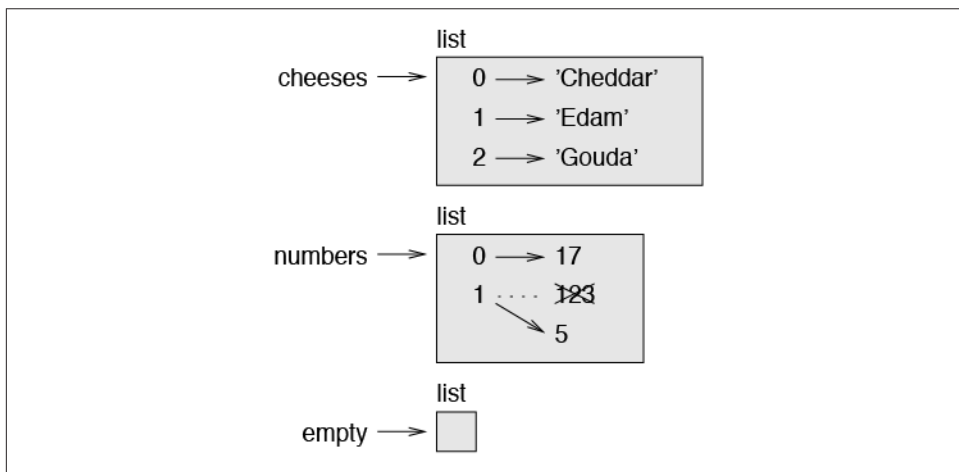 list
cheeses 0 ’Cheddar’
1 ’Edam’
2 ’Gouda’
list
numbers 0 17
1 123
5
list
empty